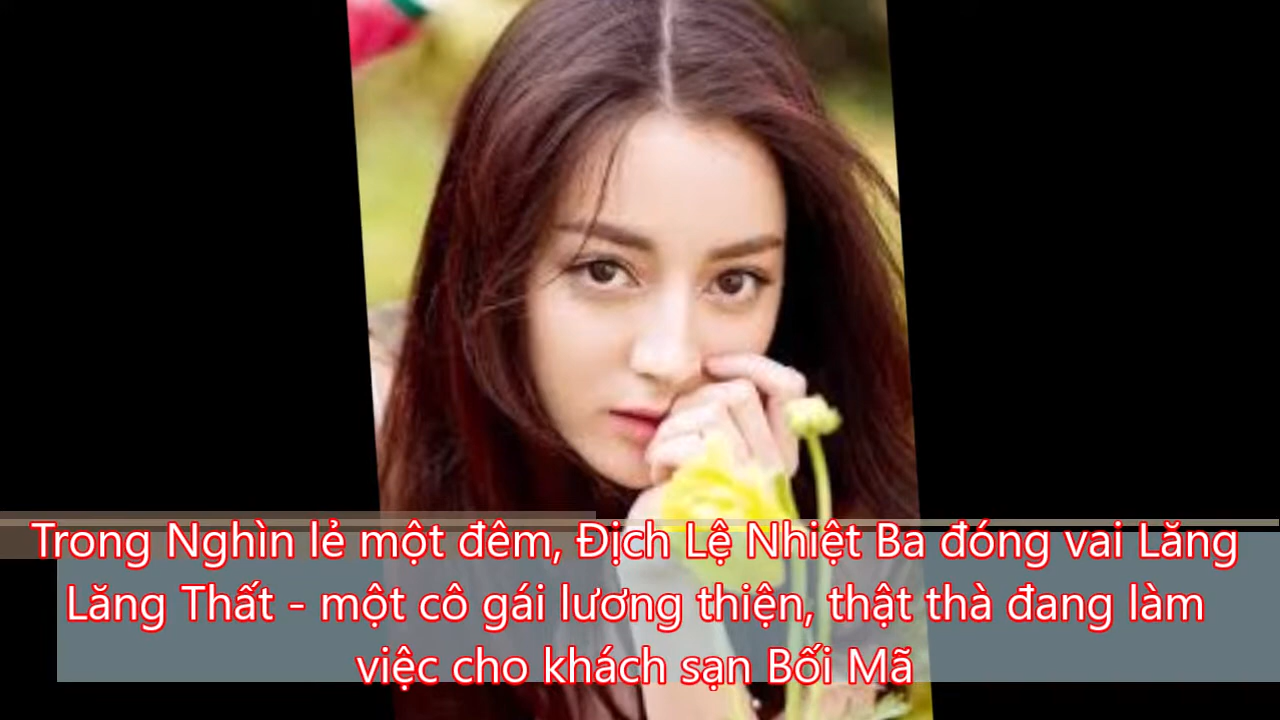 Trong Nghìn lẻ một đêm, Địch Lệ Nhiệt Ba đóng vai Lăng
Lăng Thất - một cô gái lương thiện, thật thà đang làm
việc cho khách sạn Bối Mã